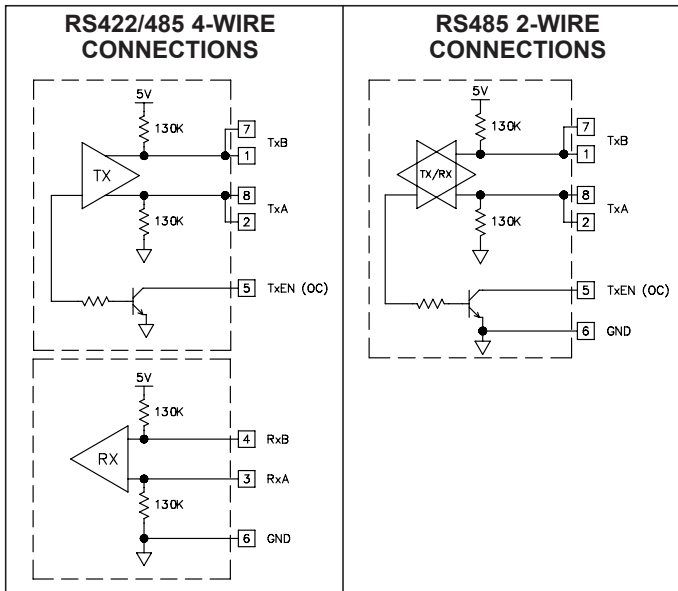 RS422/485 4-WIRE
CONNECTIONS
5V
130K
7
TxB
1
TX
8
TxA
2
130K
5 TxEN (OC)
5V
130K
4 RxB
RX
3 RxA
130K
6 GND
RS485 2-WIRE
CONNECTIONS
5V
130K
7
TxB
1
TX/RX
8
TxA
2
130K
5 TxEN (OC)
6 GND